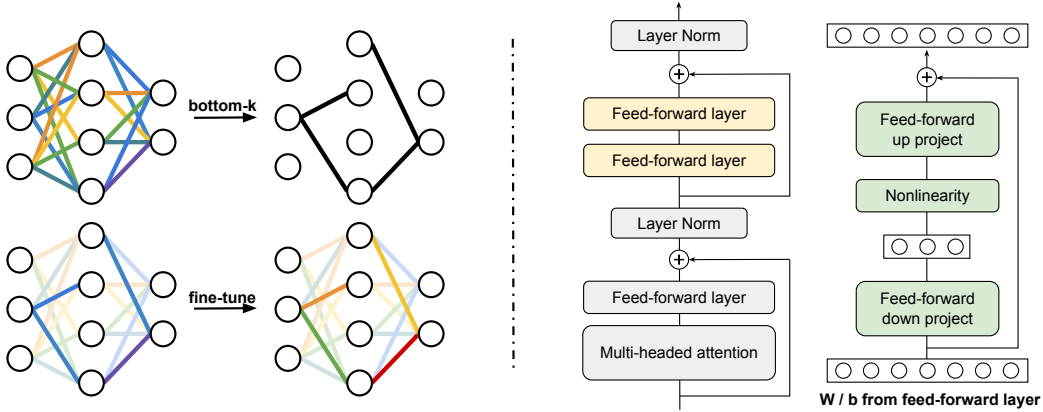 bottom-k
fine-tune
Layer Norm
Feed-forward layer
Feed-forward layer
Layer Norm
Feed-forward layer
Multi-headed attention
Feed-forward
up project
Nonlinearity
Feed-forward
down project
W / b from feed-forward layer